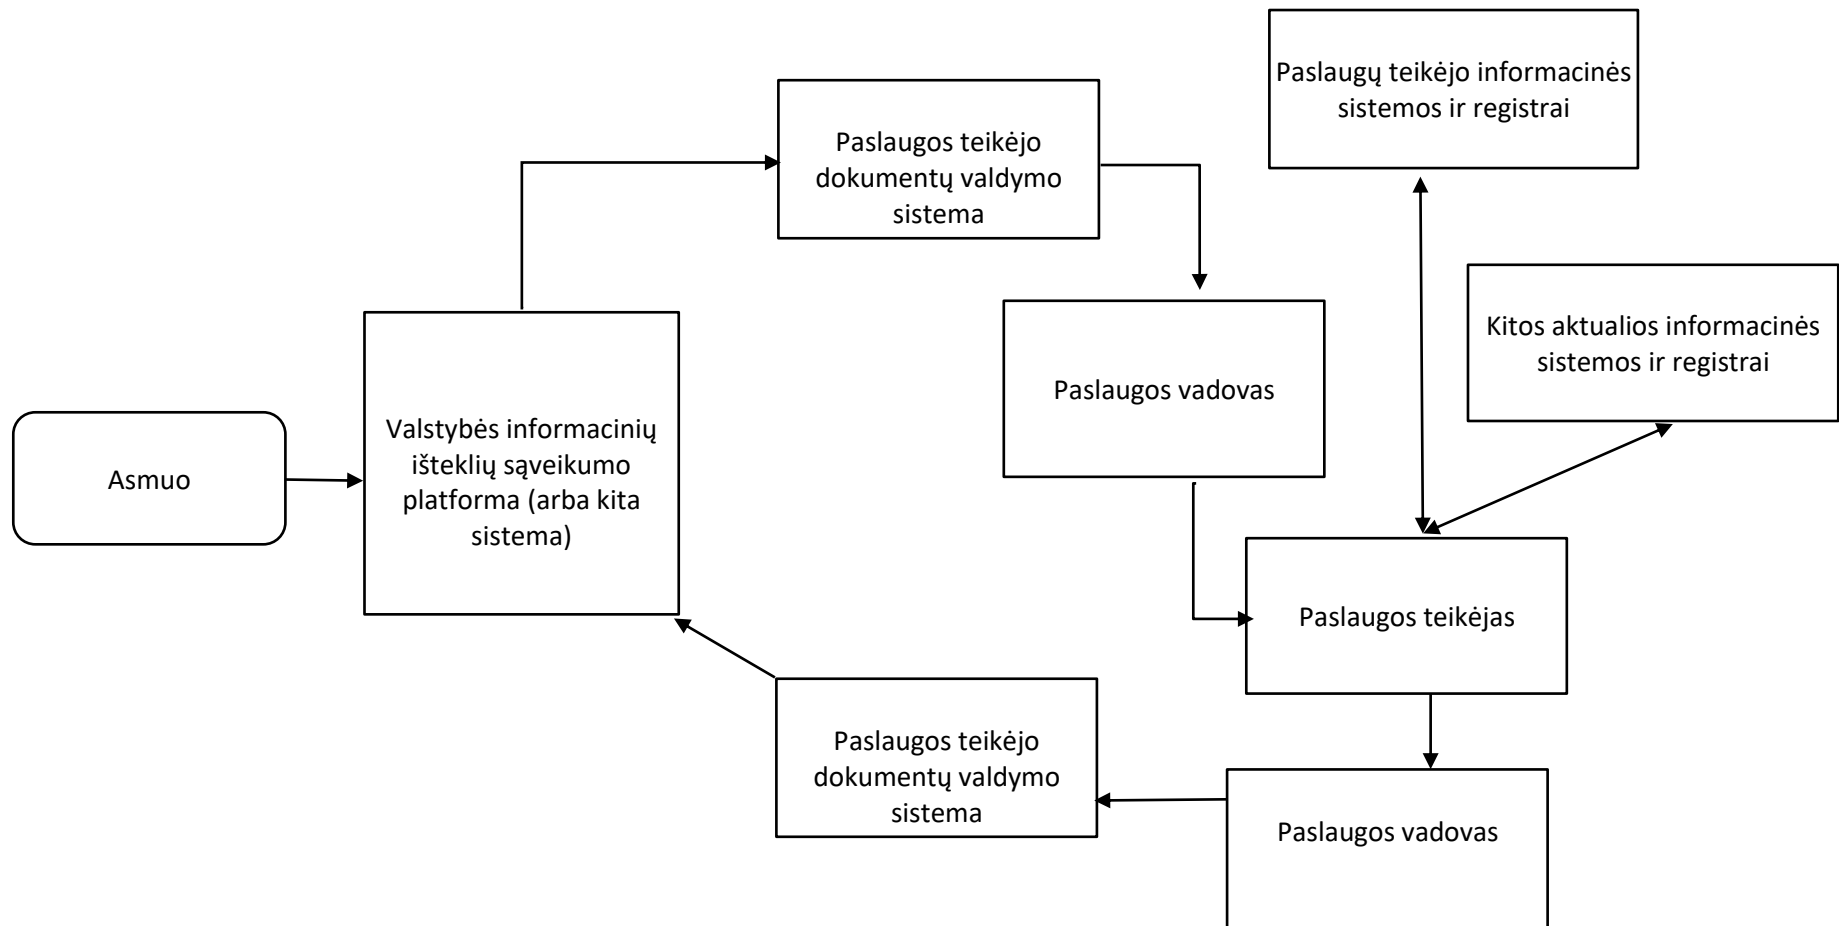 Paslaugų teikėjo informacinės
sistemos ir registrai
Paslaugos teikėjo
dokumentų valdymo
sistema
Kitos aktualios informacinės
sistemos ir registrai
Paslaugos vadovas
Valstybės informacinių
išteklių sąveikumo
platforma (arba kita
sistema)
Asmuo
Paslaugos teikėjas
Paslaugos teikėjo
dokumentų valdymo
sistema
Paslaugos vadovas